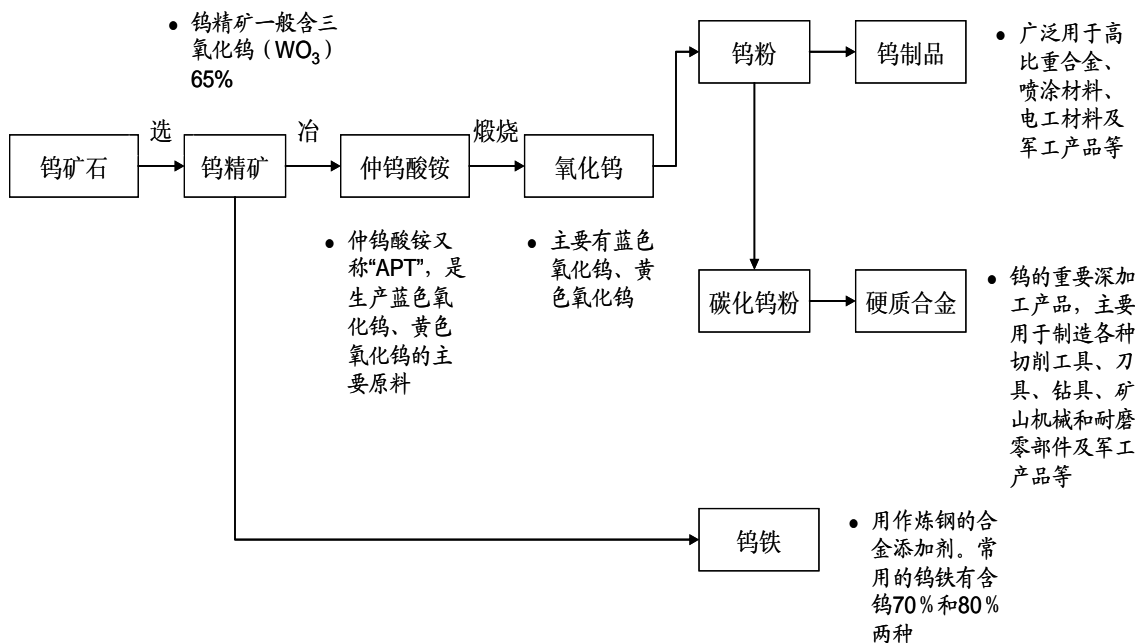 • 钨精矿一般含三
氧化钨（WO₃）
65%
钨矿石
选
钨精矿
冶
仲钨酸铵
煅烧
氧化钨
钨粉
钨制品
• 广泛用于高
比重合金、
喷涂材料、
电工材料及
军工产品等
• 仲钨酸铵又
称“APT”，是
生产蓝色氧
化钨、黄色
氧化钨的主
要原料
• 主要有蓝色
氧化钨、黄
色氧化钨
碳化钨粉
硬质合金
• 钨的重要深加
工产品，主要
用于制造各种
切削工具、刀
具、钻具、矿
山机械和耐磨
零部件及军工
产品等
钨铁
• 用作炼钢的合
金添加剂。常
用的钨铁有含
钨70％和80％
两种